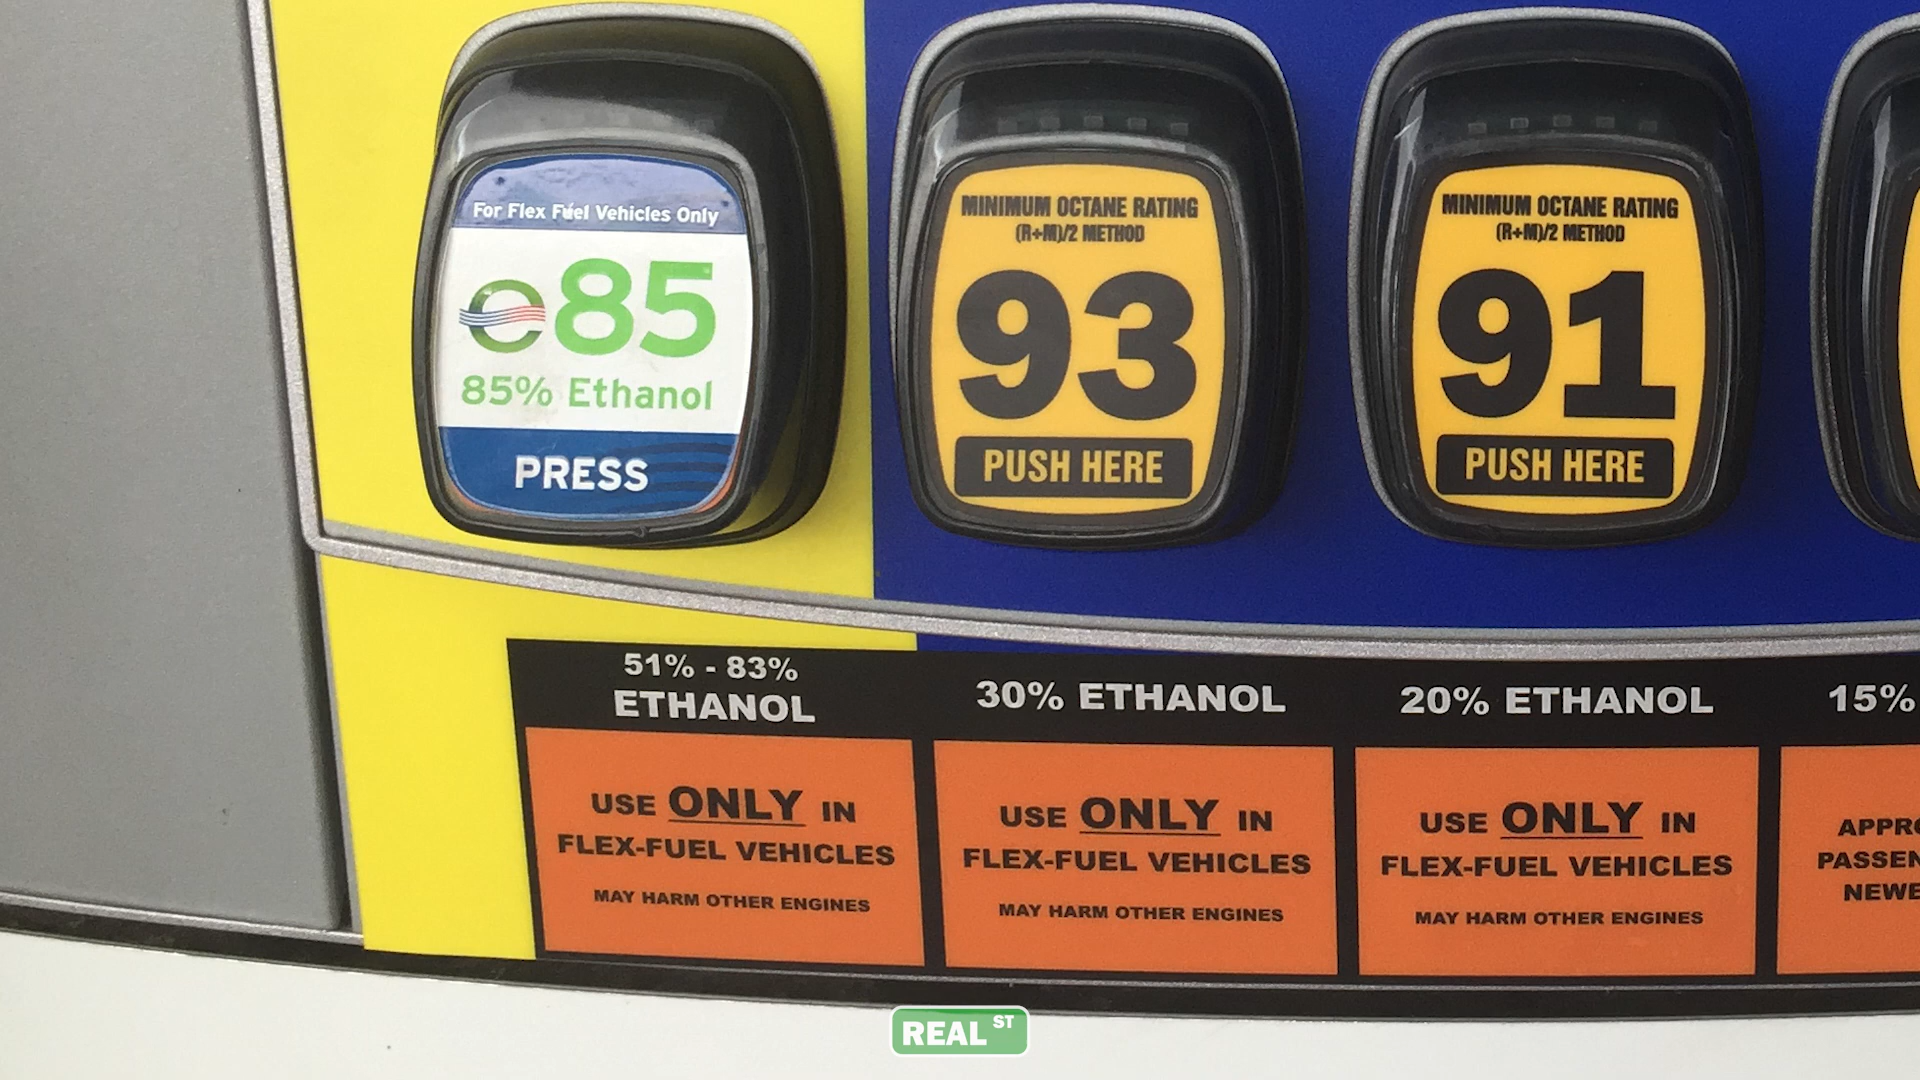 For Flex Fuel Vehicles Only
e85
85% Ethanol
PRESS
MINIMUM OCTANE RATING
(R+M)/2 METHOD
93
PUSH HERE
MINIMUM OCTANE RATING
(R+M)/2 METHOD
91
PUSH HERE
51% - 83%
ETHANOL
USE ONLY IN
FLEX-FUEL VEHICLES
MAY HARM OTHER ENGINES
30% ETHANOL
USE ONLY IN
FLEX-FUEL VEHICLES
MAY HARM OTHER ENGINES
20% ETHANOL
USE ONLY IN
FLEX-FUEL VEHICLES
MAY HARM OTHER ENGINES
15%
REAL ST